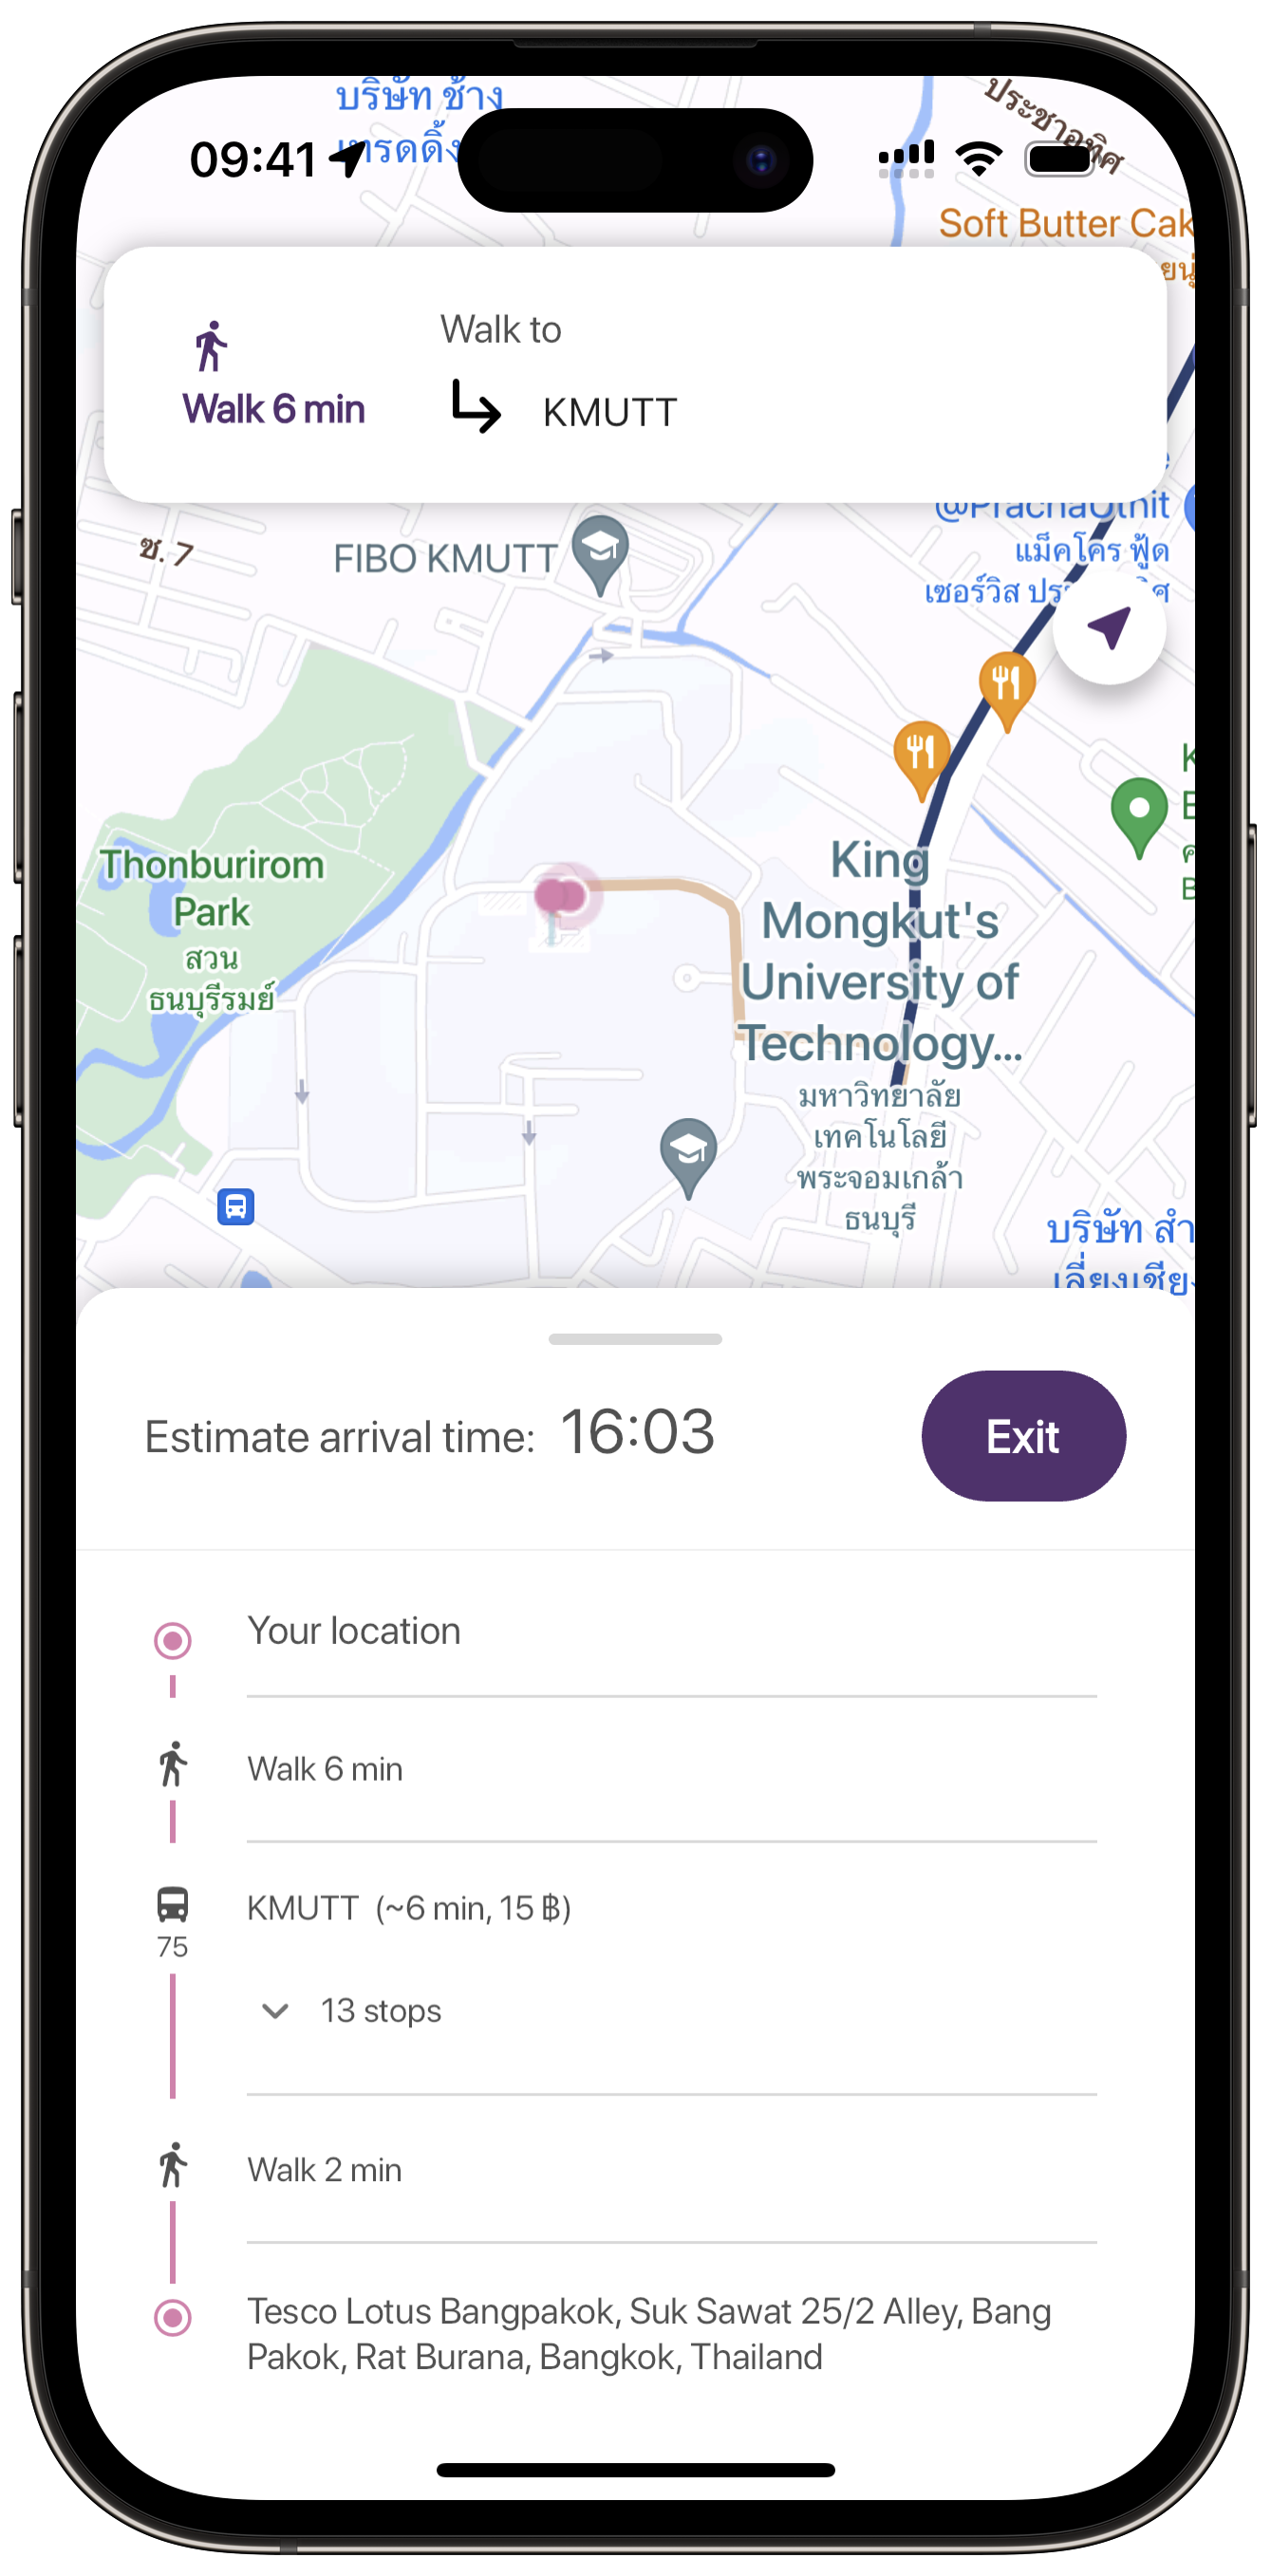 บริษัท ช้าง
เทรดดิ้ง
09:41
ประชาอุทิศ
Soft Butter Cak
Walk to
Walk 6 min
KMUTT
@PrachaUthit
แม็คโคร ฟู้ด
เซอร์วิส
ซ. 7
FIBO KMUTT
Thonburirom
Park
สวน
ธนบุรีรมย์
King
Mongkut's
University of
Technology...
มหาวิทยาลัย
เทคโนโลยี
พระจอมเกล้า
ธนบุรี
บริษัท สำ
เลี่ยงเซียง
Estimate arrival time: 16:03
Exit
Your location
Walk 6 min
KMUTT (~6 min, 15 ฿)
75
13 stops
Walk 2 min
Tesco Lotus Bangpakok, Suk Sawat 25/2 Alley, Bang
Pakok, Rat Burana, Bangkok, Thailand